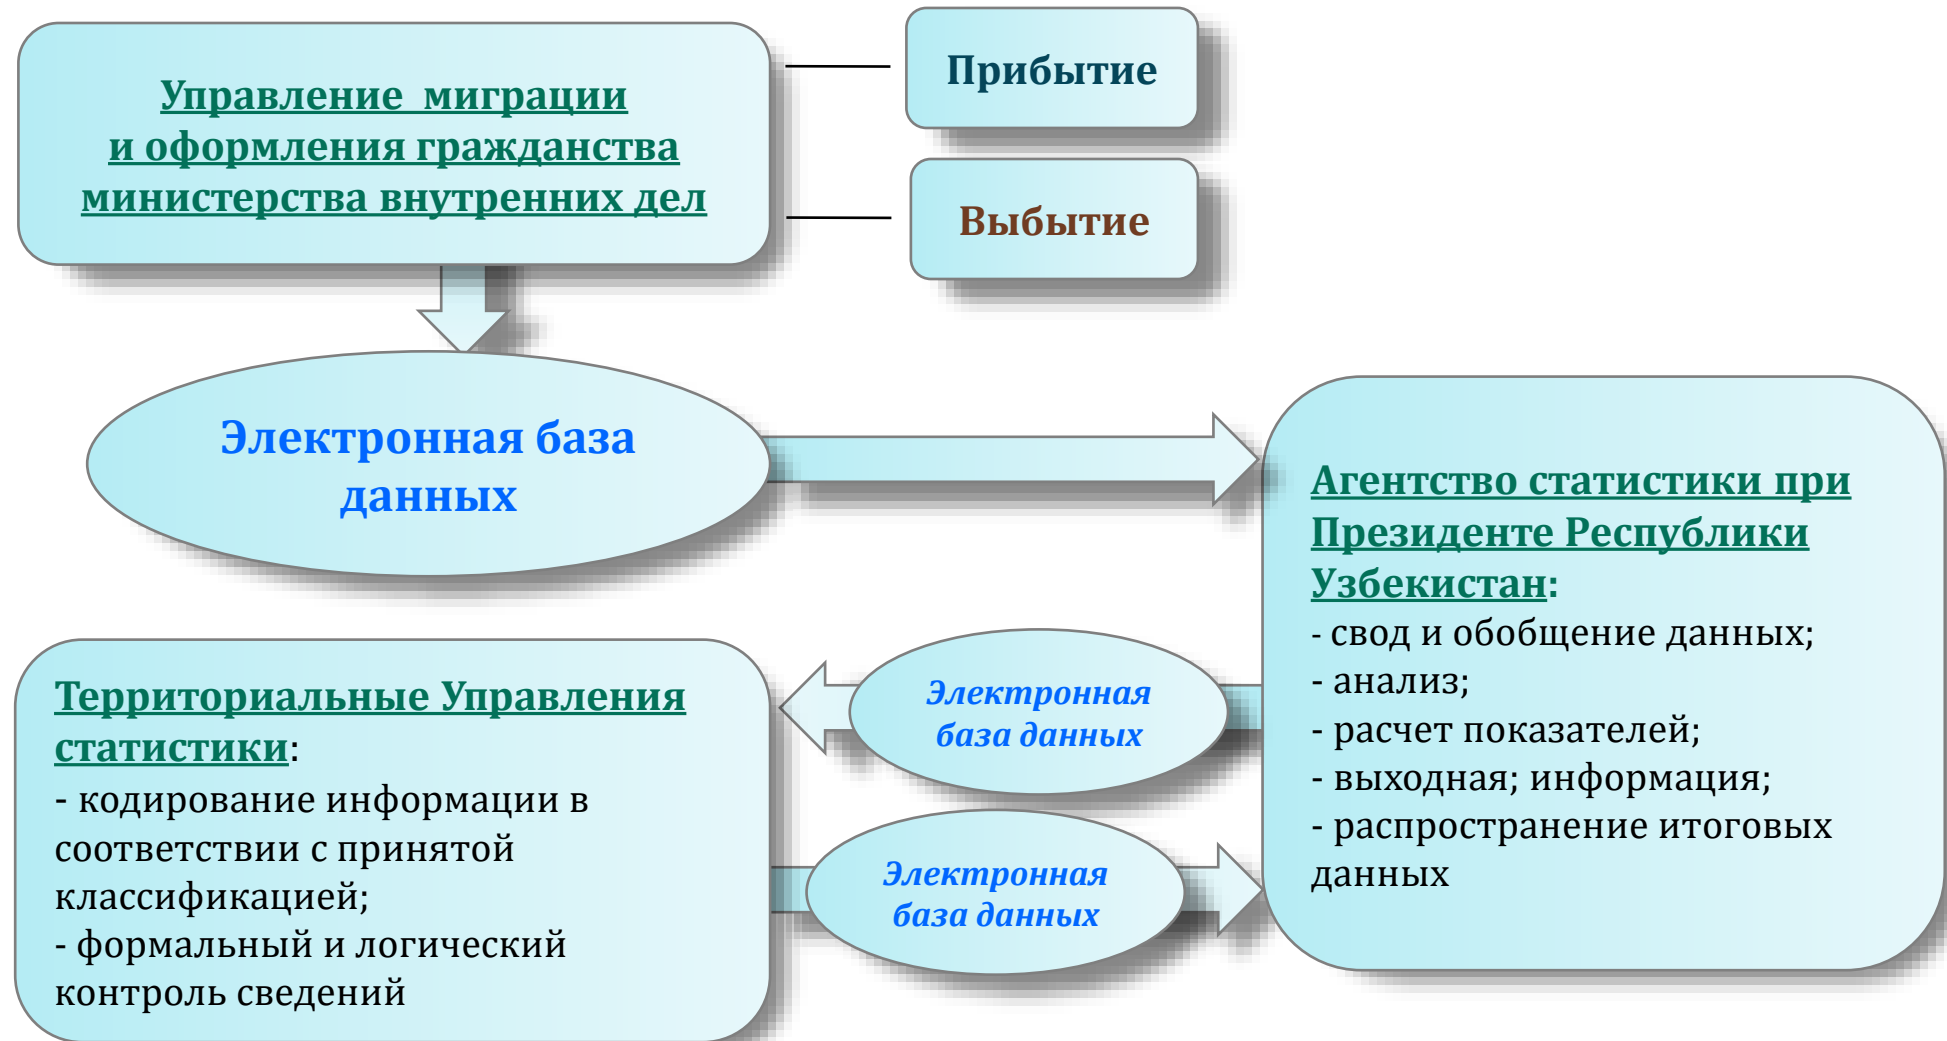 Управление миграции
и оформления гражданства
министерства внутренних дел
Прибытие
Выбытие
Электронная база
данных
Агентство статистики при
Президенте Республики
Узбекистан:
- свод и обобщение данных;
- анализ;
- расчет показателей;
- выходная; информация;
- распространение итоговых
данных
Территориальные Управления
статистики:
- кодирование информации в
соответствии с принятой
классификацией;
- формальный и логический
контроль сведений
Электронная
база данных
Электронная
база данных